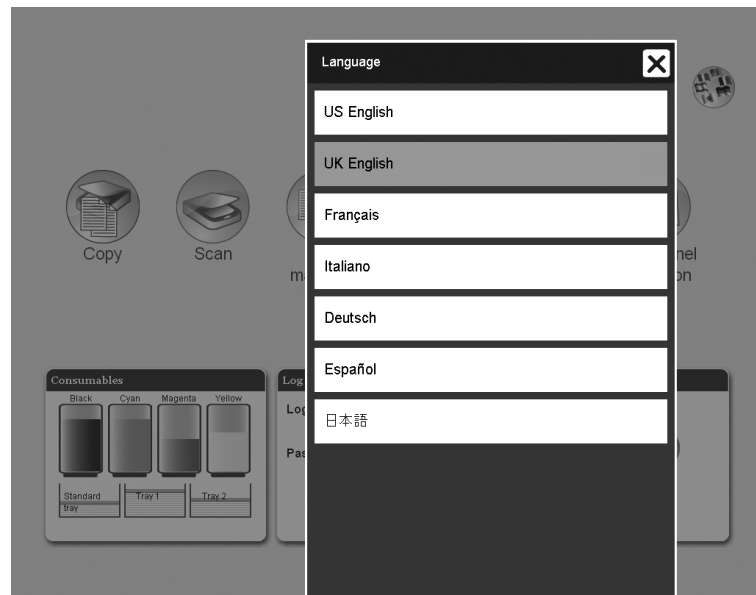 Language
US English
UK English
Français
Italiano
Deutsch
Español
日本語
Copy
Scan
Consumables
Black
Cyan
Magenta
Yellow
Standard
tray
Tray 1
Tray 2
Log